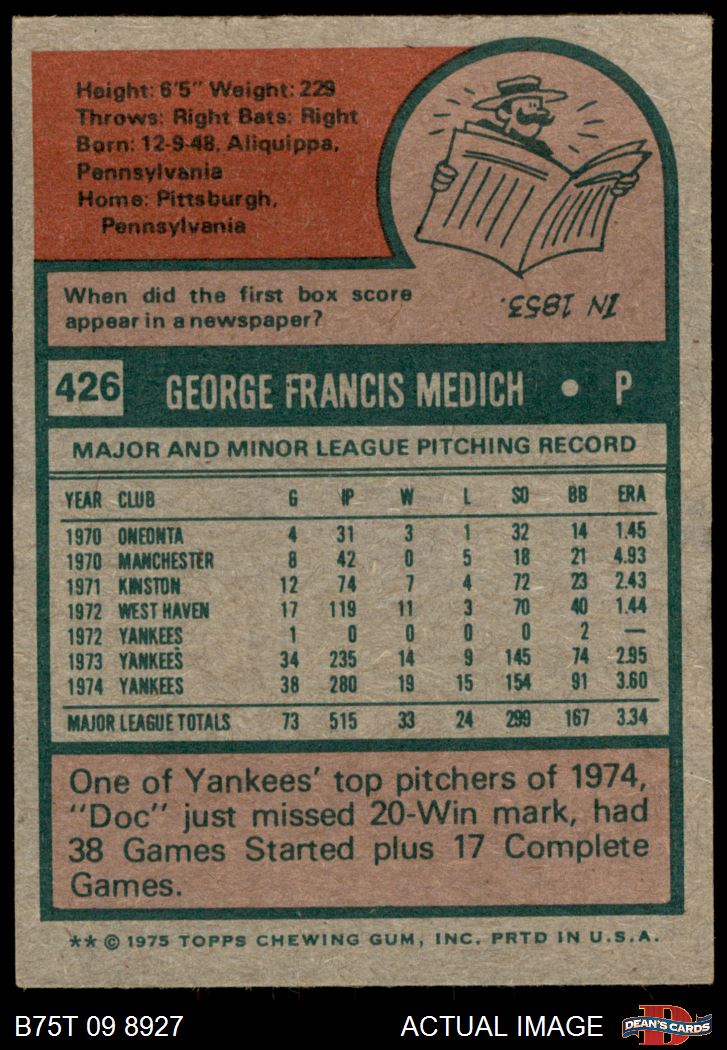 Height: 6'5" Weight: 229
Throws: Right Bats: Right
Born: 12-9-48, Aliquippa,
Pennsylvania
Home: Pittsburgh,
Pennsylvania
When did the first box score
appear in a newspaper?
IN 1853.
426 GEORGE FRANCIS MEDICH • P
MAJOR AND MINOR LEAGUE PITCHING RECORD
YEAR CLUB G IP W L SO BB ERA
1970 ONEONTA 4 31 3 1 32 14 1.45
1970 MANCHESTER 8 42 0 5 18 21 4.93
1971 KINSTON 12 74 7 4 72 23 2.43
1972 WEST HAVEN 17 119 11 3 70 40 1.44
1972 YANKEES 1 0 0 0 0 2 —
1973 YANKEES 34 235 14 9 145 74 2.95
1974 YANKEES 38 280 19 15 154 91 3.60
MAJOR LEAGUE TOTALS 73 515 33 24 299 167 3.34
One of Yankees' top pitchers of 1974,
"Doc" just missed 20-Win mark, had
38 Games Started plus 17 Complete
Games.
** © 1975 TOPPS CHEWING GUM, INC. PRTD IN U.S.A.
B75T 09 8927 ACTUAL IMAGE D DEAN'S CARDS